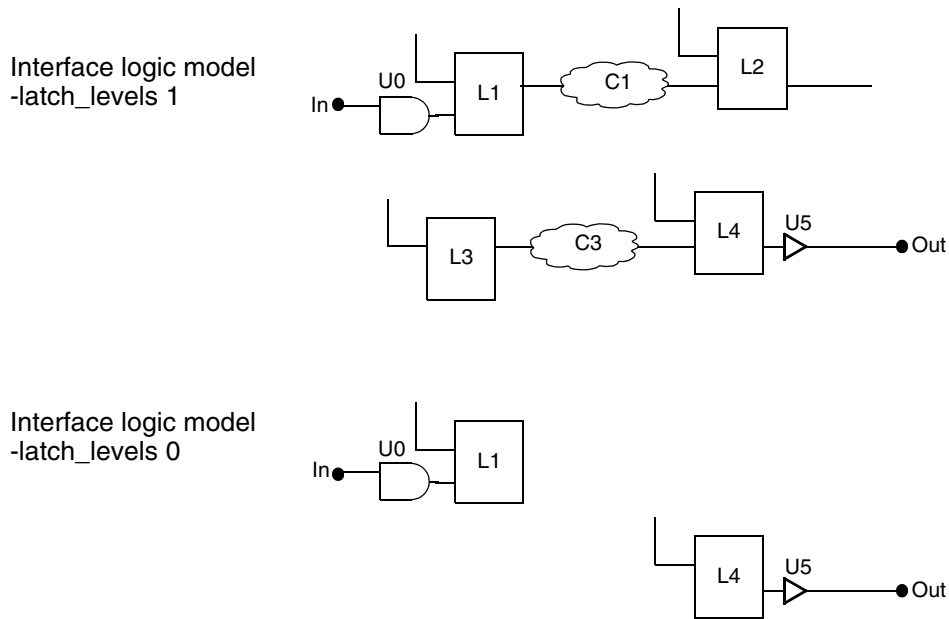 Interface logic model
-latch_levels 1
In
U0
L1
C1
L2
L3
C3
L4
U5
Out
Interface logic model
-latch_levels 0
In
U0
L1
L4
U5
Out